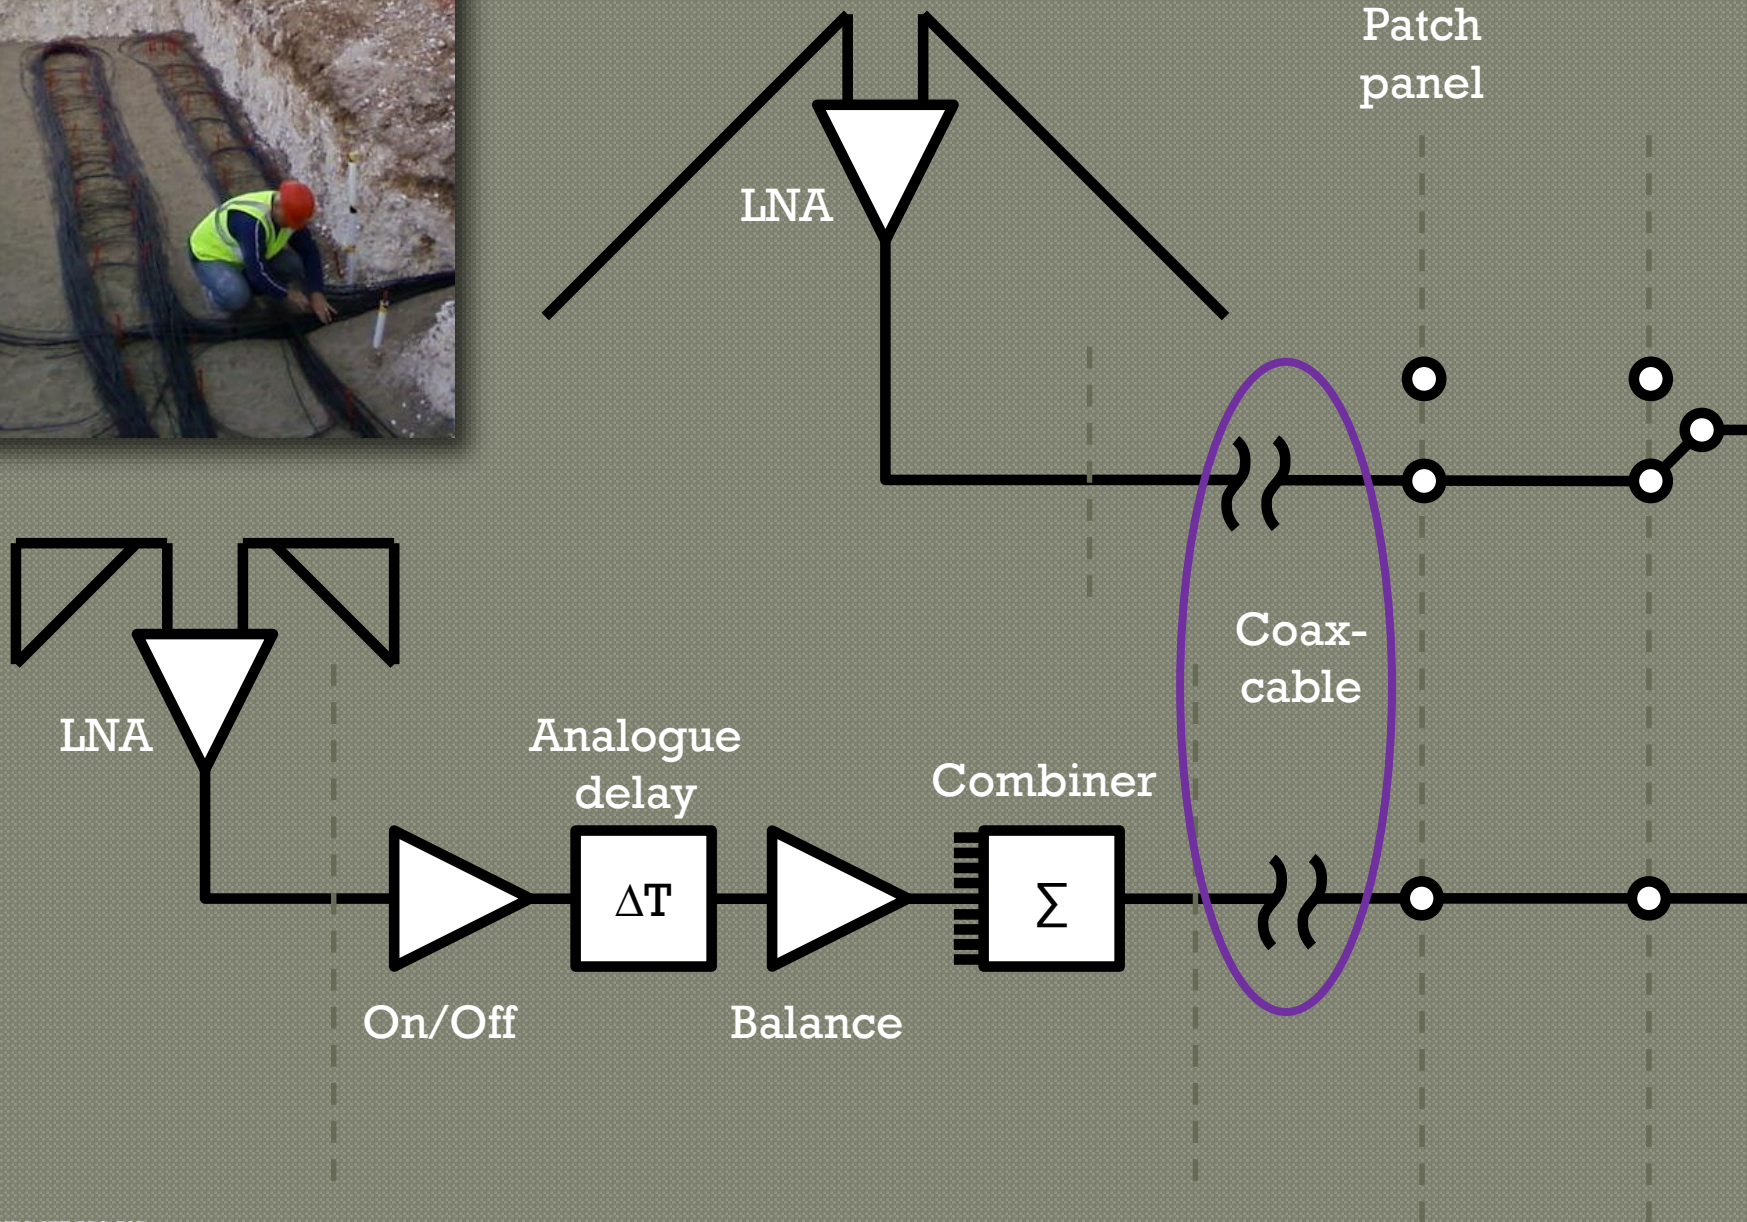 Patch
panel
LNA
Coax-
cable
LNA
Analogue
delay
Combiner
ΔT
Σ
On/Off
Balance